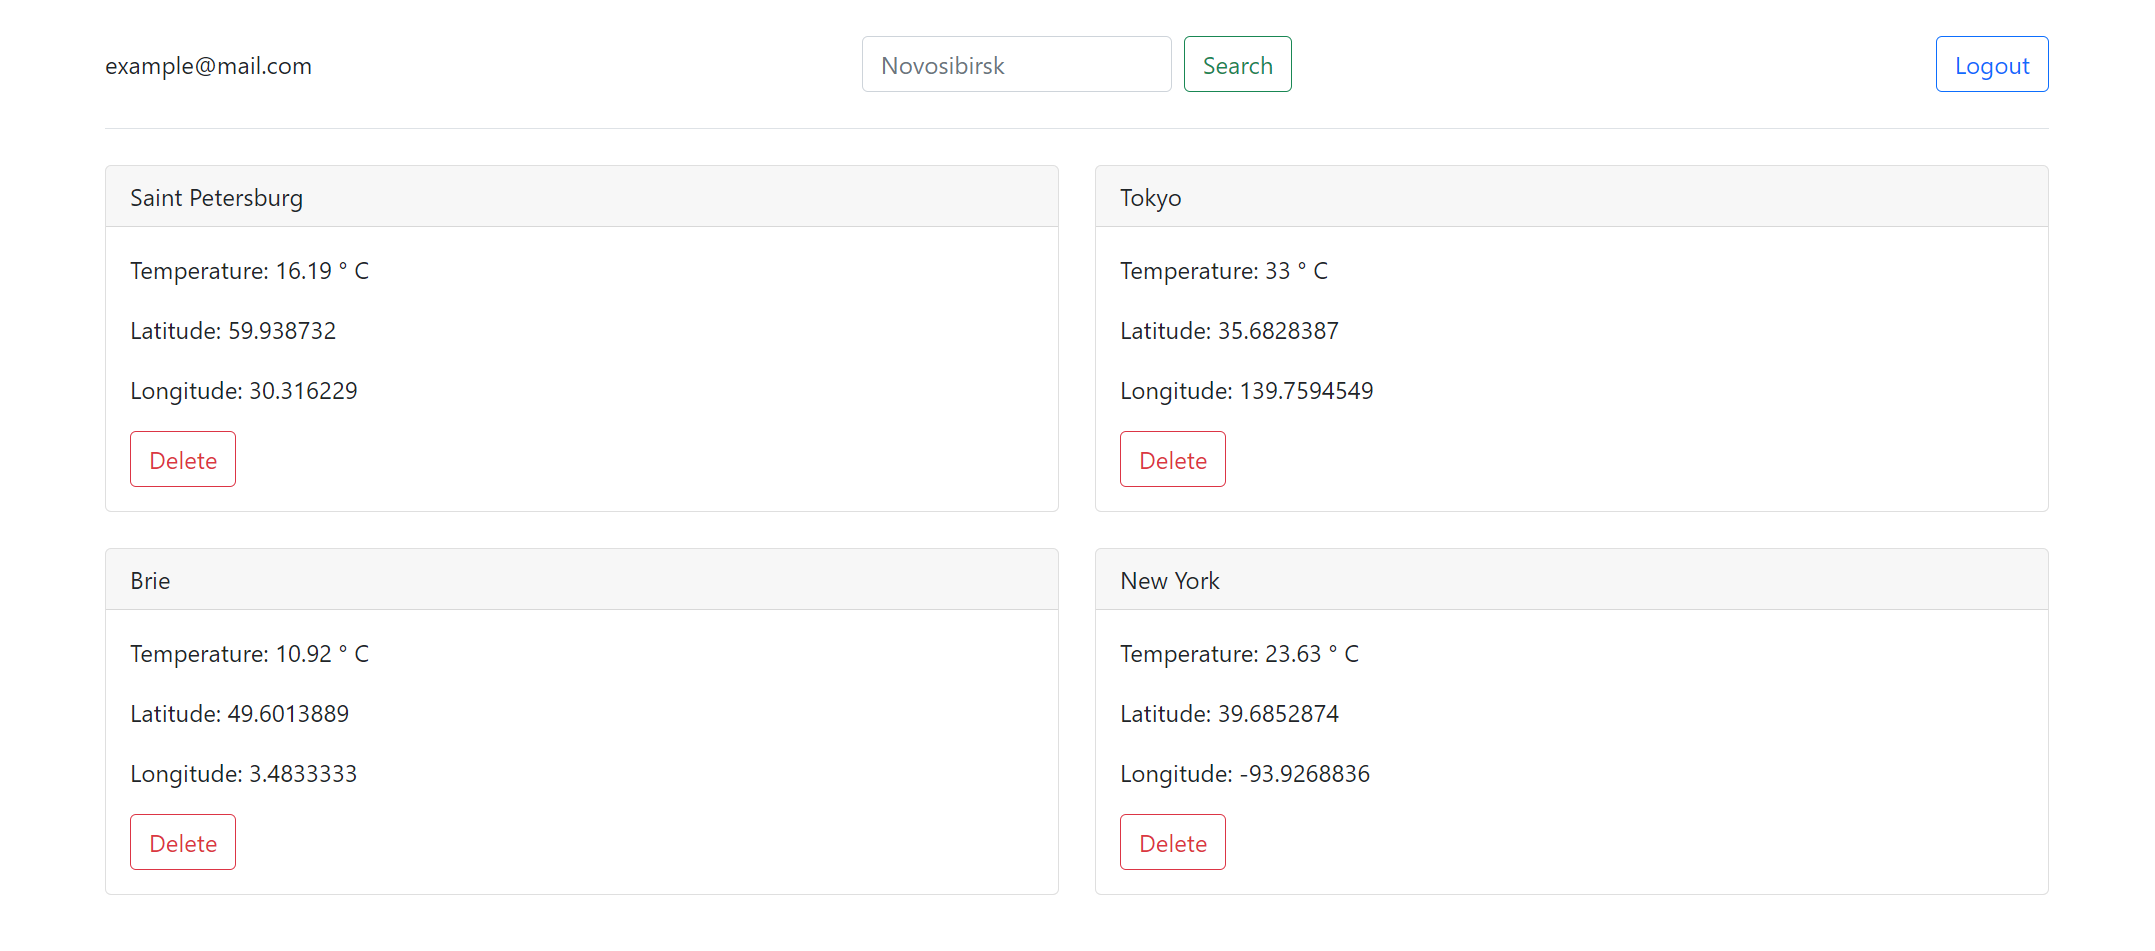 example@mail.com
Novosibirsk
Search
Logout
Saint Petersburg
Temperature: 16.19 ° C
Latitude: 59.938732
Longitude: 30.316229
Delete
Tokyo
Temperature: 33 ° C
Latitude: 35.6828387
Longitude: 139.7594549
Delete
Brie
Temperature: 10.92 ° C
Latitude: 49.6013889
Longitude: 3.4833333
Delete
New York
Temperature: 23.63 ° C
Latitude: 39.6852874
Longitude: -93.9268836
Delete